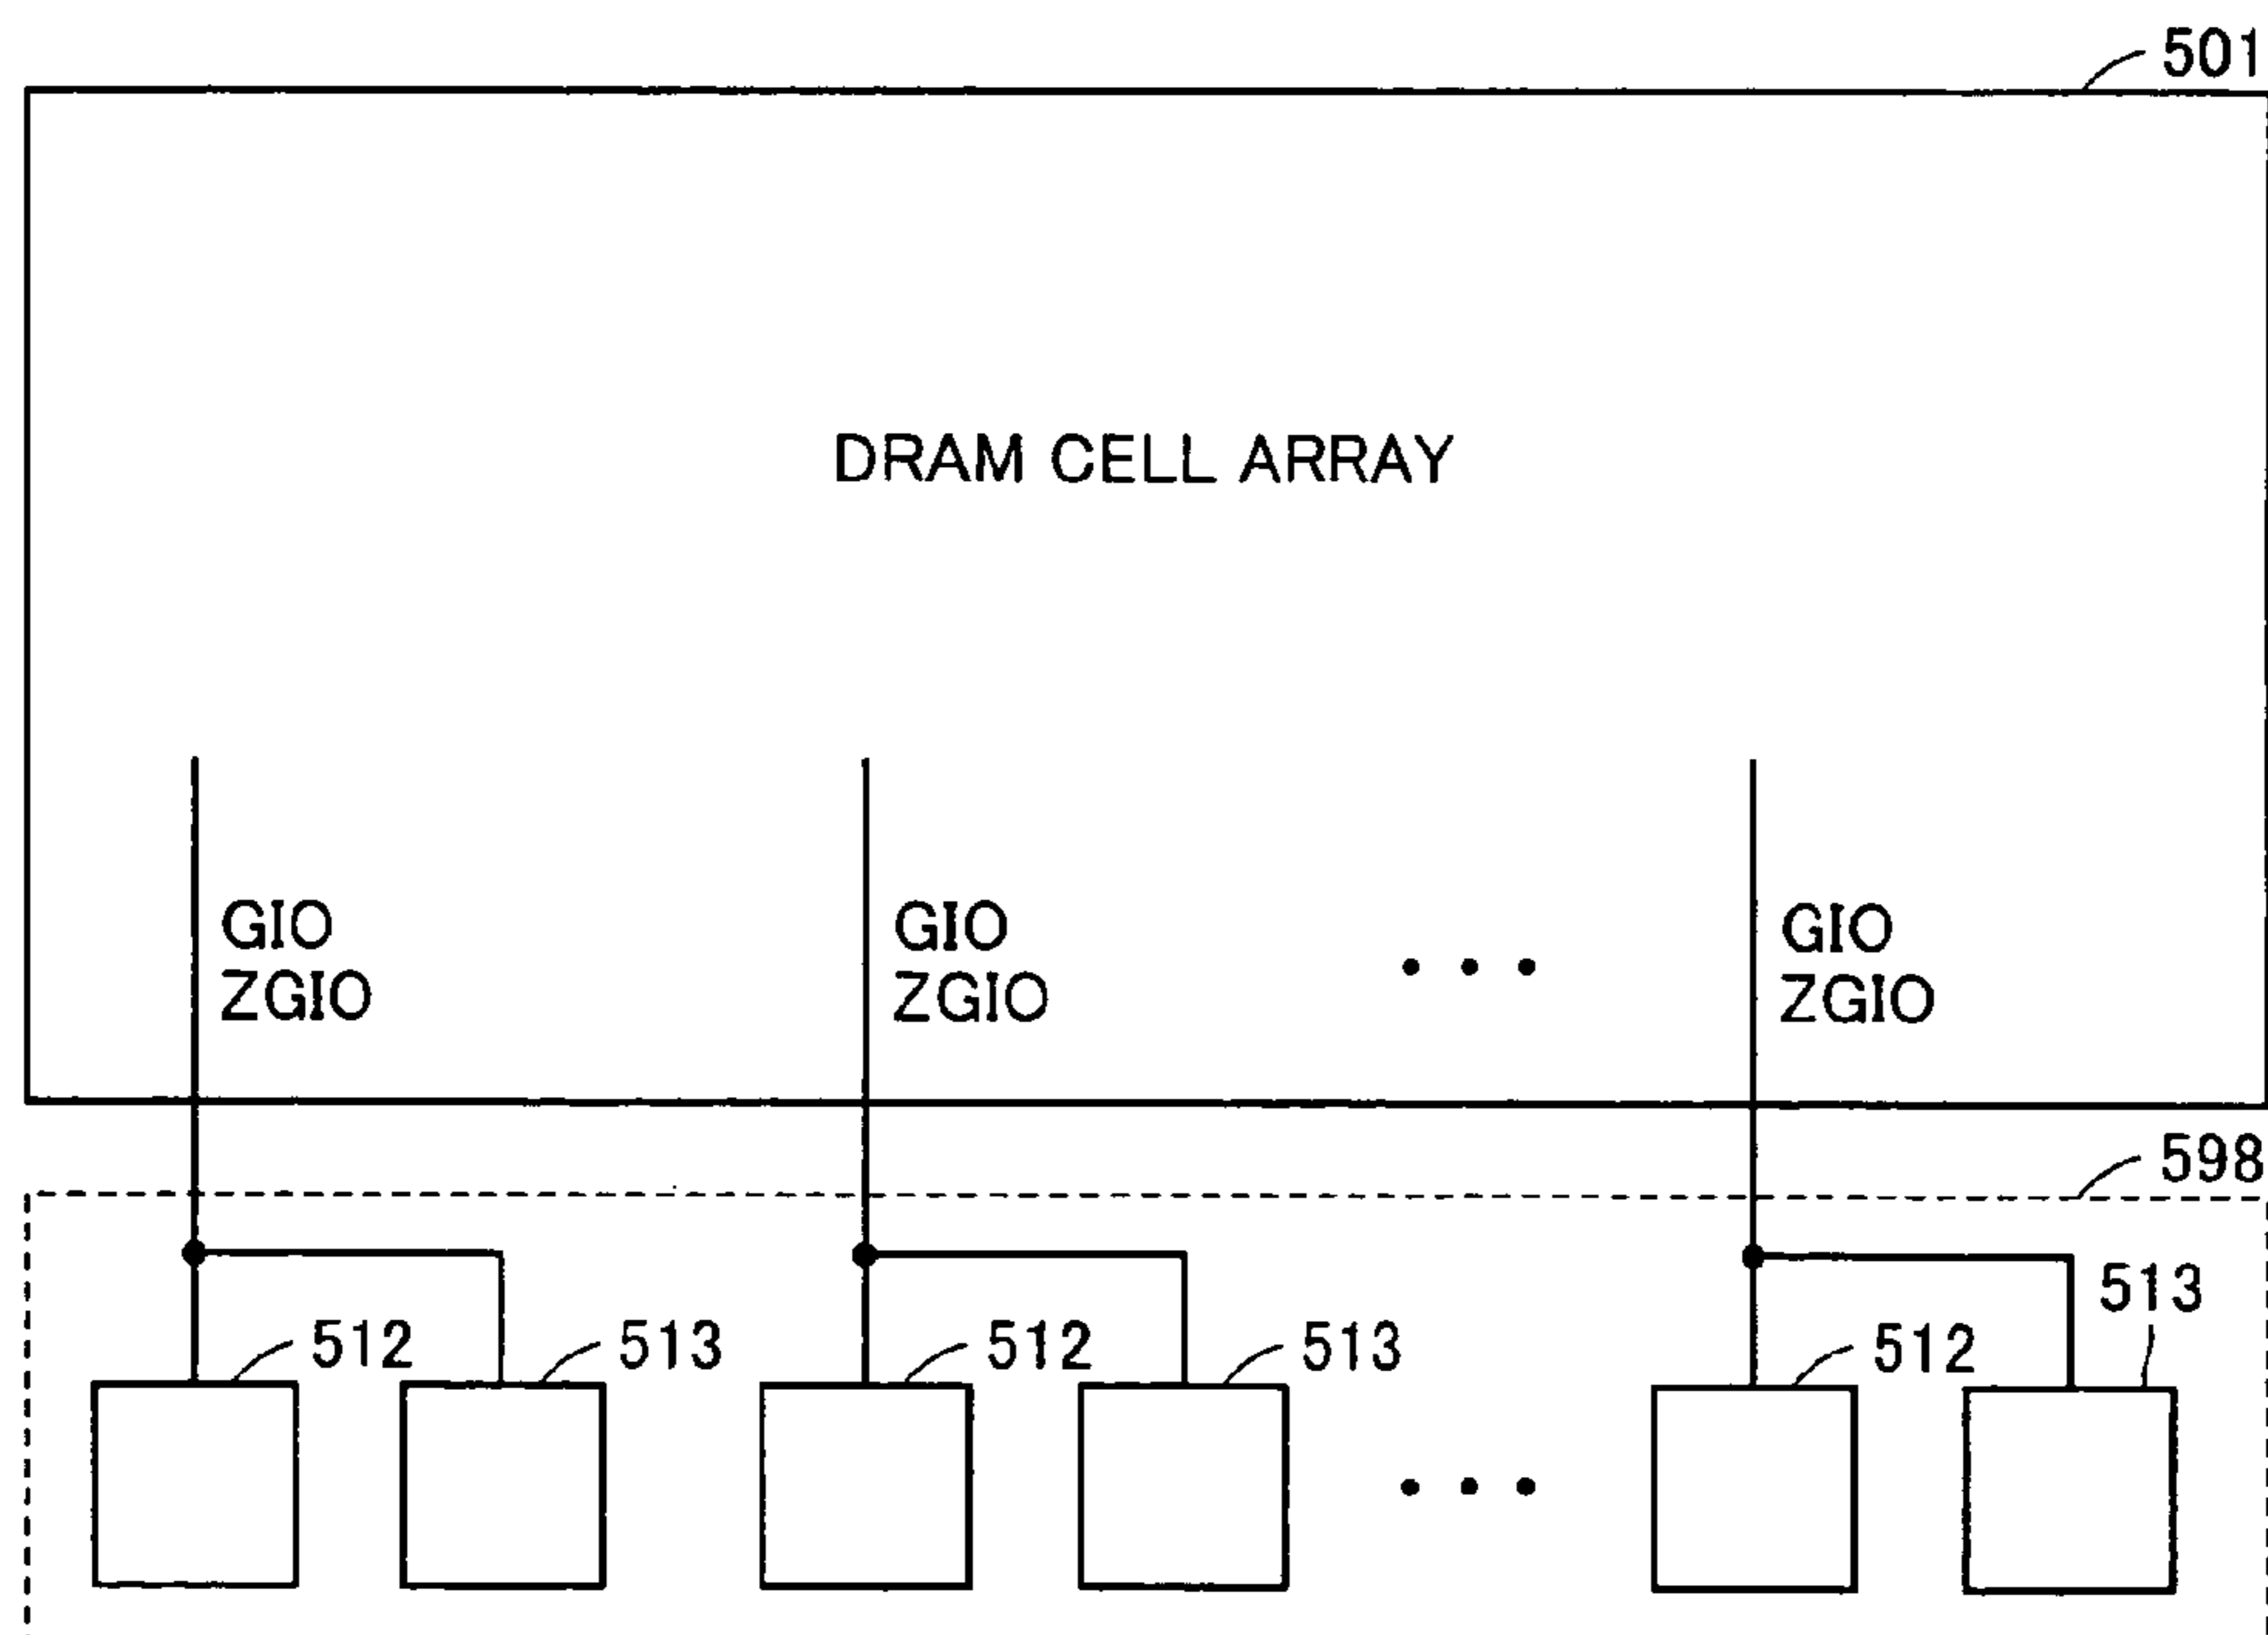 501
DRAM CELL ARRAY
GIO GIO GIO
ZGIO ZGIO • • • ZGIO
598
513
512 513 512 513 512
• • •